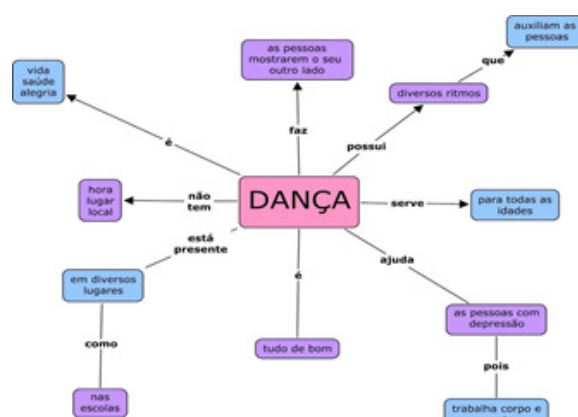 auxiliam as
pessoas
as pessoas
mostrarem o seu
outro lado
que
vida
saúde
alegria
diversos ritmos
faz
possui
é
hora
lugar
local
não
tem
DANÇA
serve
para todas as
idades
está
presente
ajuda
em diversos
lugares
é
as pessoas com
depressão
como
tudo de bom
pois
nas
escolas
trabalha corpo e